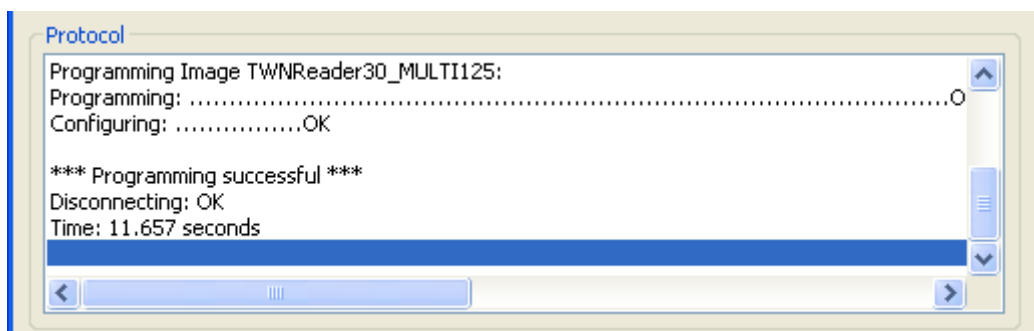 Protocol
Programming Image TWNReader30_MULTI125:
Programming: ...............................................................................................O
Configuring: ................OK
*** Programming successful ***
Disconnecting: OK
Time: 11.657 seconds